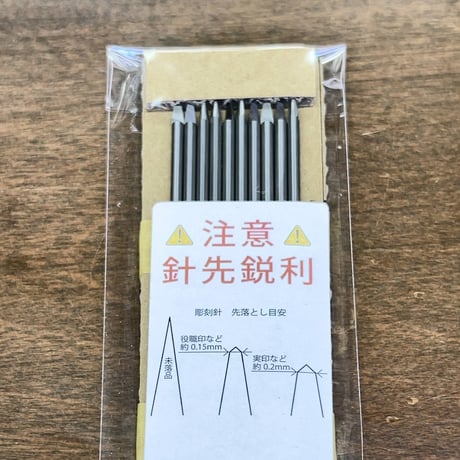 注意
針先鋭利
彫刻針 先落とし目安
未落品
役職印など
約 0.15mm
実印など
約 0.2mm